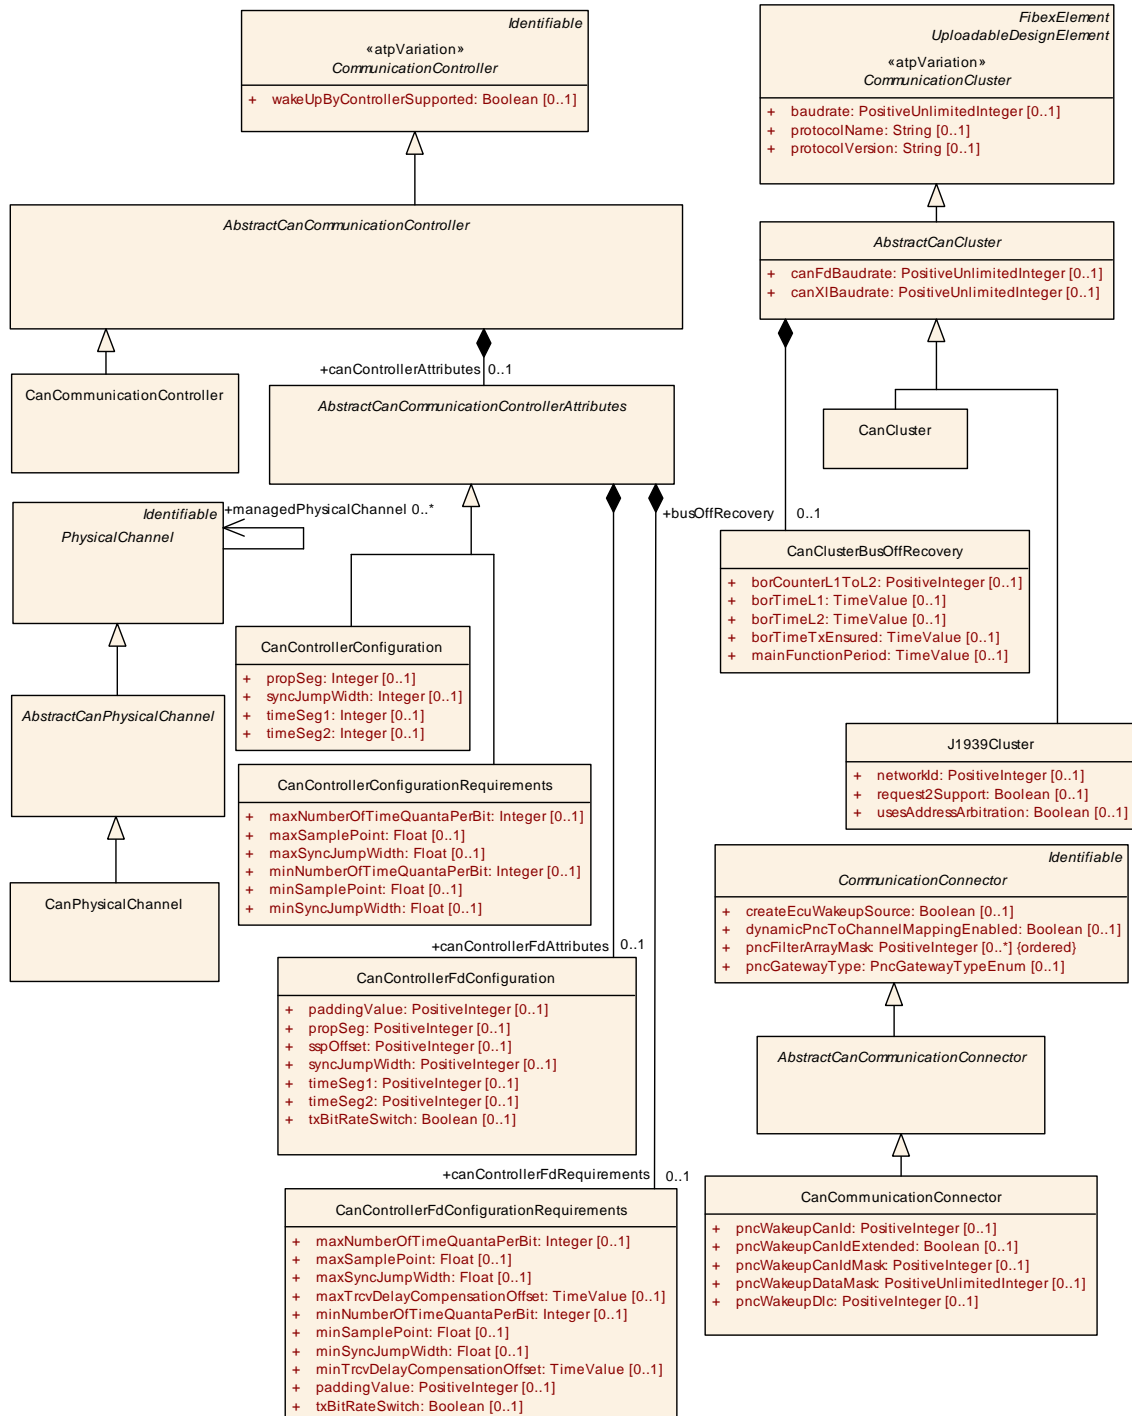 Identifiable
«atpVariation»
CommunicationController
+ wakeUpByControllerSupported: Boolean [0..1]
FibexElement
UploadableDesignElement
«atpVariation»
CommunicationCluster
+ baudrate: PositiveUnlimitedInteger [0..1]
+ protocolName: String [0..1]
+ protocolVersion: String [0..1]
AbstractCanCommunicationController
AbstractCanCluster
+ canFdBaudrate: PositiveUnlimitedInteger [0..1]
+ canXlBaudrate: PositiveUnlimitedInteger [0..1]
CanCommunicationController
+canControllerAttributes 0..1
AbstractCanCommunicationControllerAttributes
CanCluster
Identifiable
PhysicalChannel
+managedPhysicalChannel 0..*
+busOffRecovery 0..1
CanClusterBusOffRecovery
+ borCounterL1ToL2: PositiveInteger [0..1]
+ borTimeL1: TimeValue [0..1]
+ borTimeL2: TimeValue [0..1]
+ borTimeTxEnsured: TimeValue [0..1]
+ mainFunctionPeriod: TimeValue [0..1]
CanControllerConfiguration
+ propSeg: Integer [0..1]
+ syncJumpWidth: Integer [0..1]
+ timeSeg1: Integer [0..1]
+ timeSeg2: Integer [0..1]
AbstractCanPhysicalChannel
J1939Cluster
+ networkId: PositiveInteger [0..1]
+ request2Support: Boolean [0..1]
+ usesAddressArbitration: Boolean [0..1]
CanControllerConfigurationRequirements
+ maxNumberOfTimeQuantaPerBit: Integer [0..1]
+ maxSamplePoint: Float [0..1]
+ maxSyncJumpWidth: Float [0..1]
+ minNumberOfTimeQuantaPerBit: Integer [0..1]
+ minSamplePoint: Float [0..1]
+ minSyncJumpWidth: Float [0..1]
CanPhysicalChannel
Identifiable
CommunicationConnector
+ createEcuWakeupSource: Boolean [0..1]
+ dynamicPncToChannelMappingEnabled: Boolean [0..1]
+ pncFilterArrayMask: PositiveInteger [0..*] {ordered}
+ pncGatewayType: PncGatewayTypeEnum [0..1]
+canControllerFdAttributes 0..1
CanControllerFdConfiguration
+ paddingValue: PositiveInteger [0..1]
+ propSeg: PositiveInteger [0..1]
+ sspOffset: PositiveInteger [0..1]
+ syncJumpWidth: PositiveInteger [0..1]
+ timeSeg1: PositiveInteger [0..1]
+ timeSeg2: PositiveInteger [0..1]
+ txBitRateSwitch: Boolean [0..1]
AbstractCanCommunicationConnector
+canControllerFdRequirements 0..1
CanControllerFdConfigurationRequirements
+ maxNumberOfTimeQuantaPerBit: Integer [0..1]
+ maxSamplePoint: Float [0..1]
+ maxSyncJumpWidth: Float [0..1]
+ maxTrcvDelayCompensationOffset: TimeValue [0..1]
+ minNumberOfTimeQuantaPerBit: Integer [0..1]
+ minSamplePoint: Float [0..1]
+ minSyncJumpWidth: Float [0..1]
+ minTrcvDelayCompensationOffset: TimeValue [0..1]
+ paddingValue: PositiveInteger [0..1]
+ txBitRateSwitch: Boolean [0..1]
CanCommunicationConnector
+ pncWakeupCanId: PositiveInteger [0..1]
+ pncWakeupCanIdExtended: Boolean [0..1]
+ pncWakeupCanIdMask: PositiveInteger [0..1]
+ pncWakeupDataMask: PositiveUnlimitedInteger [0..1]
+ pncWakeupDlc: PositiveInteger [0..1]